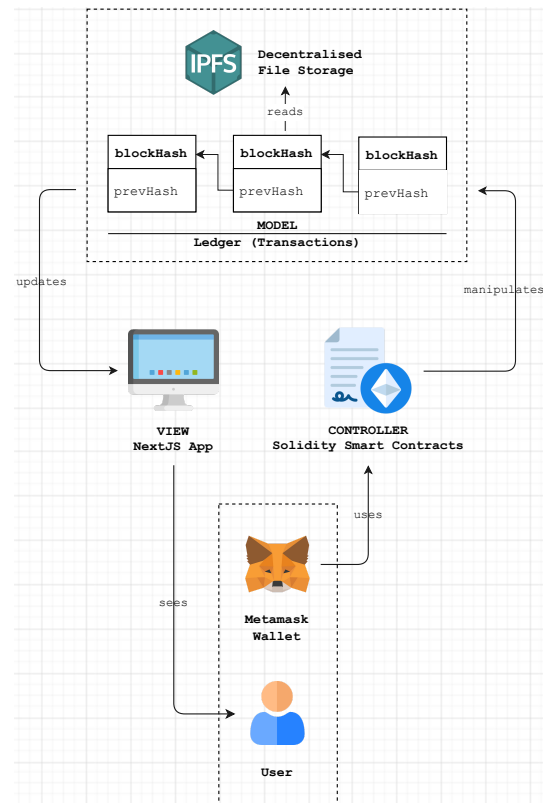 IPFS
Decentralised
File Storage
reads
blockHash
blockHash
blockHash
prevHash
prevHash
prevHash
MODEL
Ledger (Transactions)
updates
manipulates
VIEW
NextJS App
CONTROLLER
Solidity Smart Contracts
uses
sees
Metamask
Wallet
User